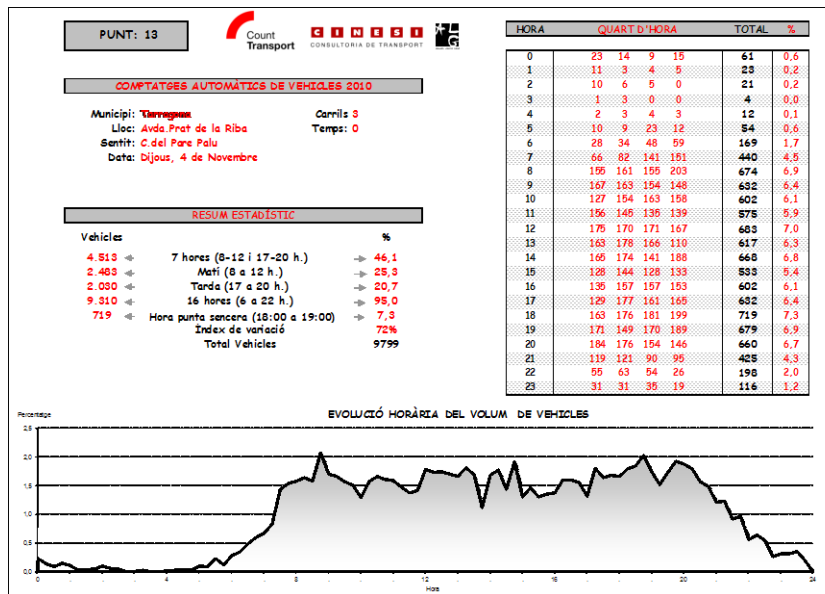 PUNT: 13
Count Transport
CINESI
CONSULTORIA DE TRANSPORT
COMPTATGES AUTOMÀTICS DE VEHICLES 2010
Municipi: Tarragona Carrils 3
Lloc: Avda.Prat de la Riba Temps: 0
Sentit: C.del Pare Palu
Data: Dijous, 4 de Novembre
RESUM ESTADÍSTIC
Vehicles %
4.513 7 hores (8-12 i 17-20 h.) 46,1
2.483 Matí (8 a 12 h.) 25,3
2.030 Tarda (17 a 20 h.) 20,7
9.310 16 hores (6 a 22 h.) 95,0
719 Hora punta sencera (18:00 a 19:00) 7,3
Índex de variació 72%
Total Vehicles 9799
HORA QUART D'HORA TOTAL %
0 23 14 9 15 61 0,6
1 11 3 4 5 23 0,2
2 10 6 5 0 21 0,2
3 1 3 0 0 4 0,0
4 2 3 4 3 12 0,1
5 10 9 23 12 54 0,6
6 28 34 48 59 169 1,7
7 66 82 141 151 440 4,5
8 155 161 155 203 674 6,9
9 167 163 154 148 632 6,4
10 127 154 163 158 602 6,1
11 156 145 135 139 575 5,9
12 175 170 171 167 683 7,0
13 163 178 166 110 617 6,3
14 165 174 141 188 668 6,8
15 128 144 128 133 533 5,4
16 135 157 157 153 602 6,1
17 129 177 161 165 632 6,4
18 163 176 181 199 719 7,3
19 171 149 170 189 679 6,9
20 184 176 154 146 660 6,7
21 119 121 90 95 425 4,3
22 55 63 54 26 198 2,0
23 31 31 35 19 116 1,2
EVOLUCIÓ HORÀRIA DEL VOLUM DE VEHICLES
Percentatge
2,5
2,0
1,5
1,0
0,5
0,0
0 4 8 12 16 20 24
Hora